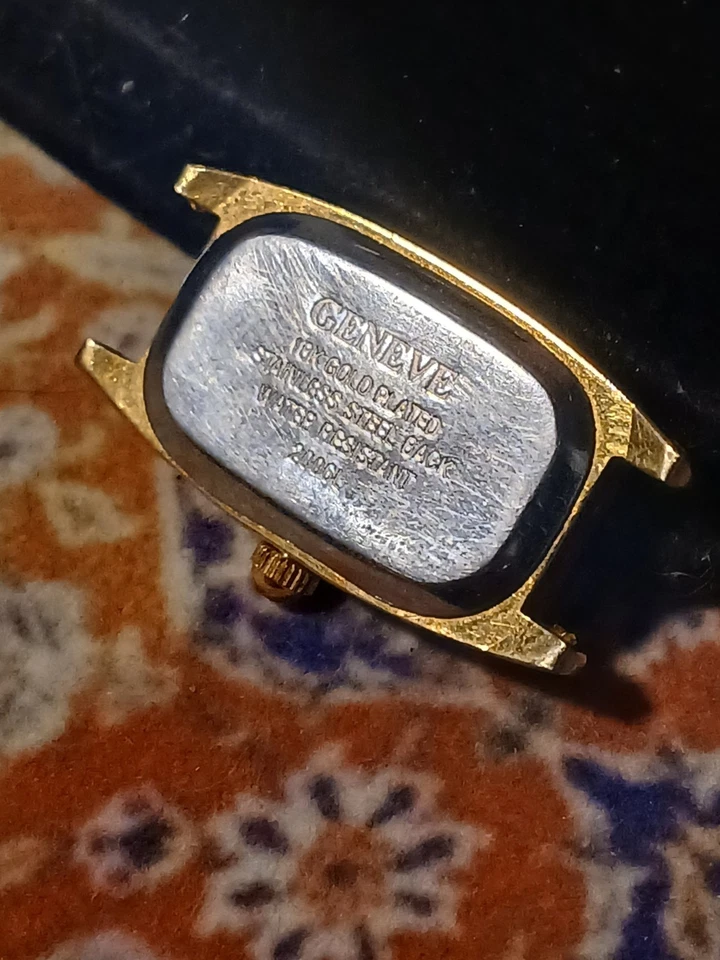 GENEVE
18K GOLD PLATED
STAINLESS STEEL BACK
WATER RESISTANT